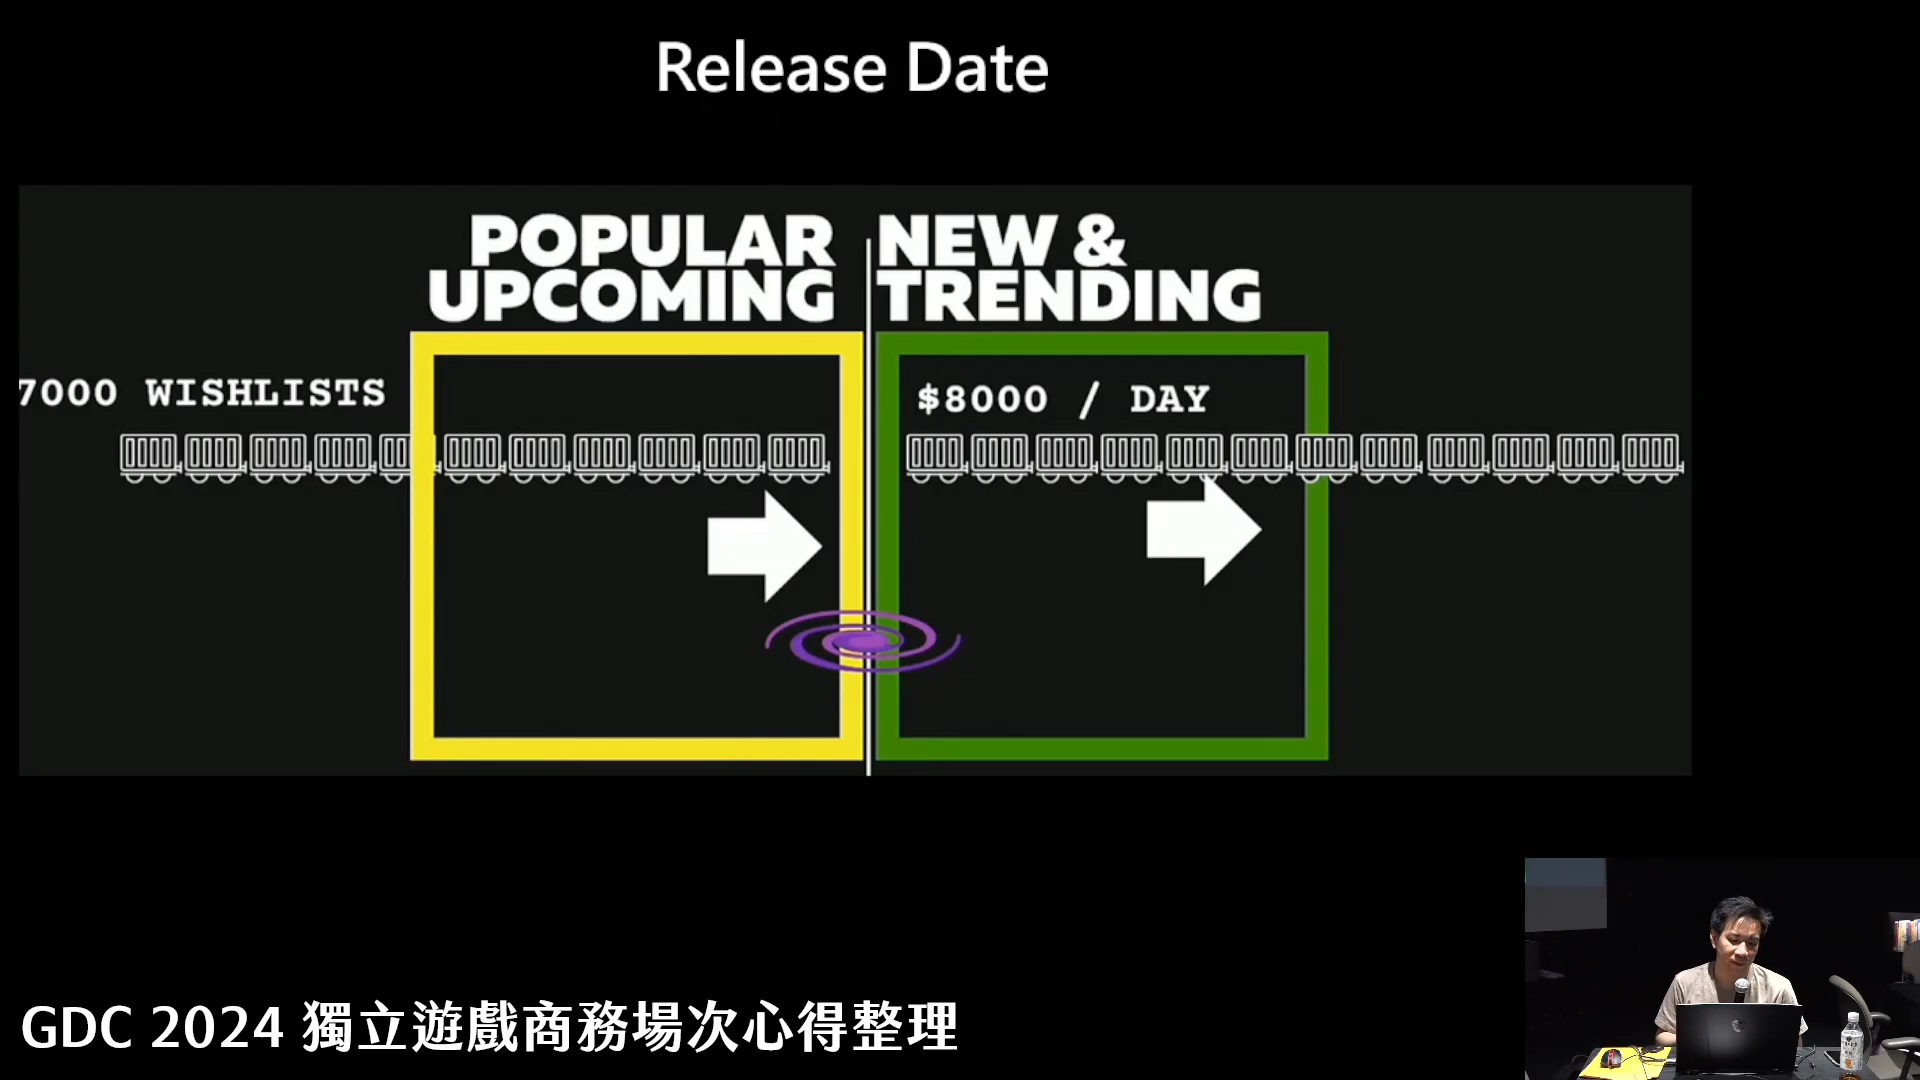 Release Date
POPULAR
UPCOMING
NEW &
TRENDING
7000 WISHLISTS
$8000 / DAY
GDC 2024 獨立遊戲商務場次心得整理